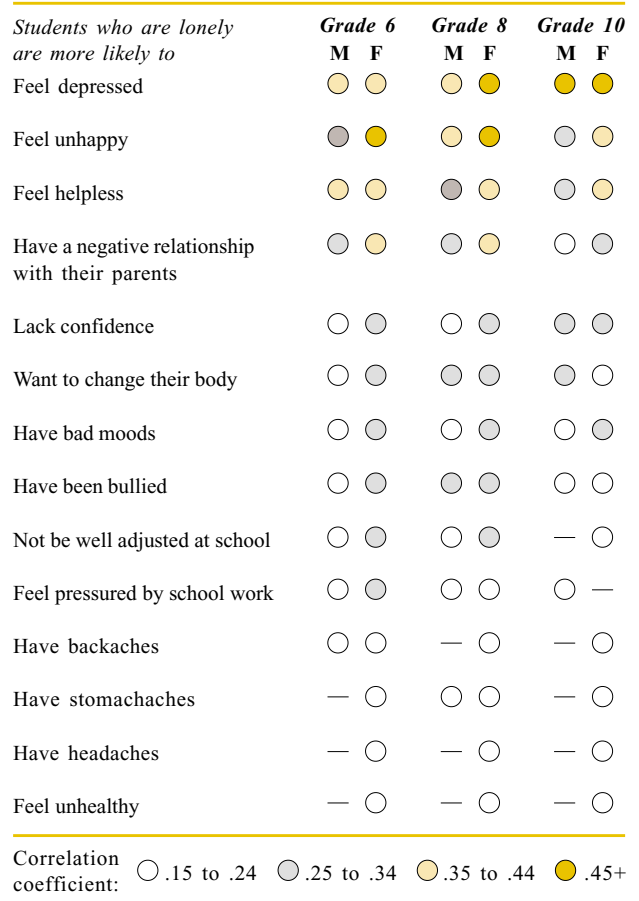 Students who are lonely Grade 6 Grade 8 Grade 10
are more likely to M F M F M F
Feel depressed
Feel unhappy
Feel helpless
Have a negative relationship
with their parents
Lack confidence
Want to change their body
Have bad moods
Have been bullied
Not be well adjusted at school —
Feel pressured by school work —
Have backaches — —
Have stomachaches — —
Have headaches — — —
Feel unhealthy — — —
Correlation
coefficient: .15 to .24 .25 to .34 .35 to .44 .45+